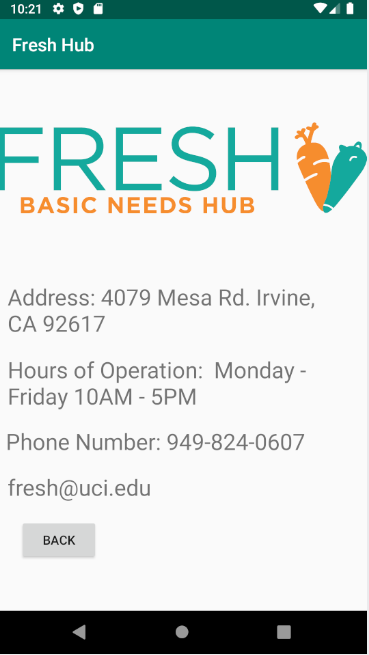 10:21
Fresh Hub
FRESH
BASIC NEEDS HUB
Address: 4079 Mesa Rd. Irvine,
CA 92617
Hours of Operation:  Monday -
Friday 10AM - 5PM
Phone Number: 949-824-0607
fresh@uci.edu
BACK